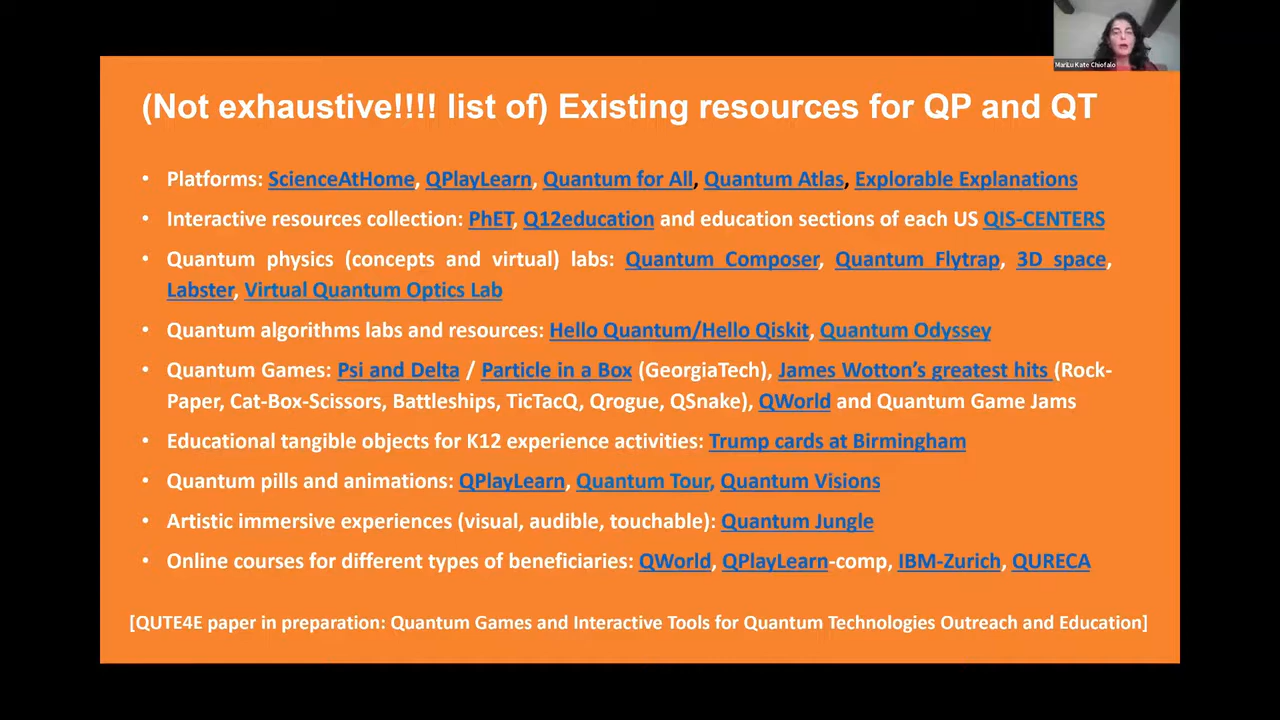 MariLu Kate Chiofalo
(Not exhaustive!!!! list of) Existing resources for QP and QT
• Platforms: ScienceAtHome, QPlayLearn, Quantum for All, Quantum Atlas, Explorable Explanations
• Interactive resources collection: PhET, Q12education and education sections of each US QIS-CENTERS
• Quantum physics (concepts and virtual) labs: Quantum Composer, Quantum Flytrap, 3D space,
Labster, Virtual Quantum Optics Lab
• Quantum algorithms labs and resources: Hello Quantum/Hello Qiskit, Quantum Odyssey
• Quantum Games: Psi and Delta / Particle in a Box (GeorgiaTech), James Wotton’s greatest hits (Rock-
Paper, Cat-Box-Scissors, Battleships, TicTacQ, Qrogue, QSnake), QWorld and Quantum Game Jams
• Educational tangible objects for K12 experience activities: Trump cards at Birmingham
• Quantum pills and animations: QPlayLearn, Quantum Tour, Quantum Visions
• Artistic immersive experiences (visual, audible, touchable): Quantum Jungle
• Online courses for different types of beneficiaries: QWorld, QPlayLearn-comp, IBM-Zurich, QURECA
[QUTE4E paper in preparation: Quantum Games and Interactive Tools for Quantum Technologies Outreach and Education]